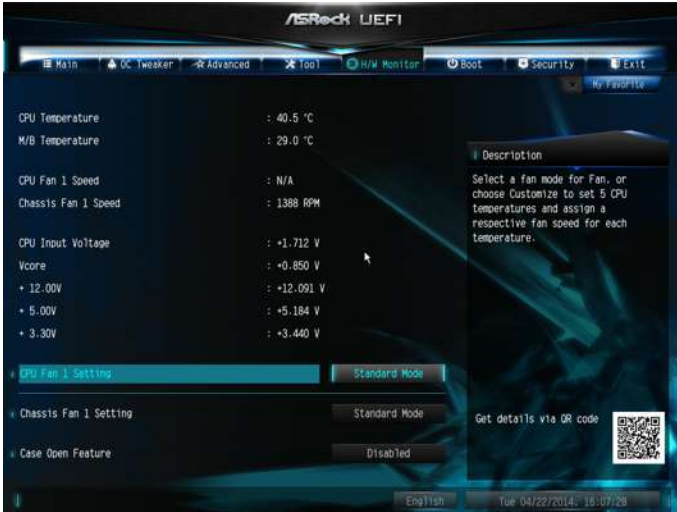 ASRock UEFI
Main OC Tweaker Advanced Tool H/W Monitor Boot Security Exit
My Favorite
CPU Temperature : 40.5 °C
M/B Temperature : 29.0 °C
CPU Fan 1 Speed : N/A
Chassis Fan 1 Speed : 1388 RPM
CPU Input Voltage : +1.712 V
Vcore : +0.850 V
+ 12.00V : +12.091 V
+ 5.00V : +5.184 V
+ 3.30V : +3.440 V
CPU Fan 1 Setting Standard Mode
Chassis Fan 1 Setting Standard Mode
Case Open Feature Disabled
Description
Select a fan mode for Fan. or
choose Customize to set 5 CPU
temperatures and assign a
respective fan speed for each
temperature.
Get details via QR code
English Tue 04/22/2014. 16:07:28